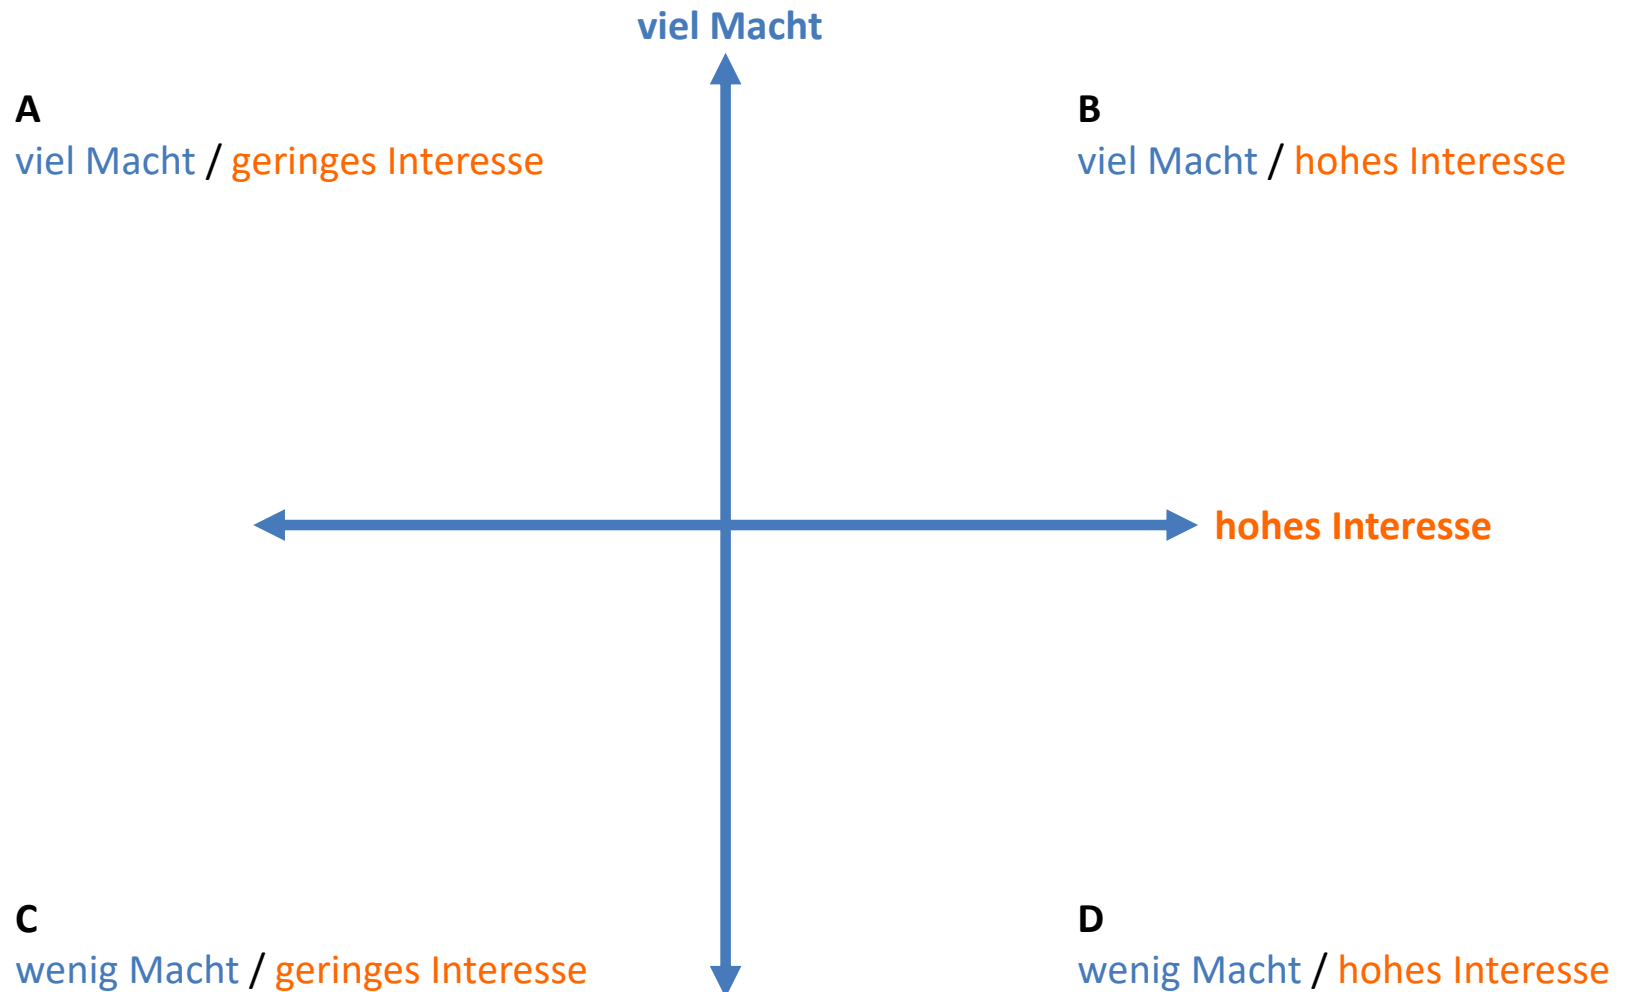 viel Macht
A
viel Macht / geringes Interesse
B
viel Macht / hohes Interesse
hohes Interesse
C
wenig Macht / geringes Interesse
D
wenig Macht / hohes Interesse